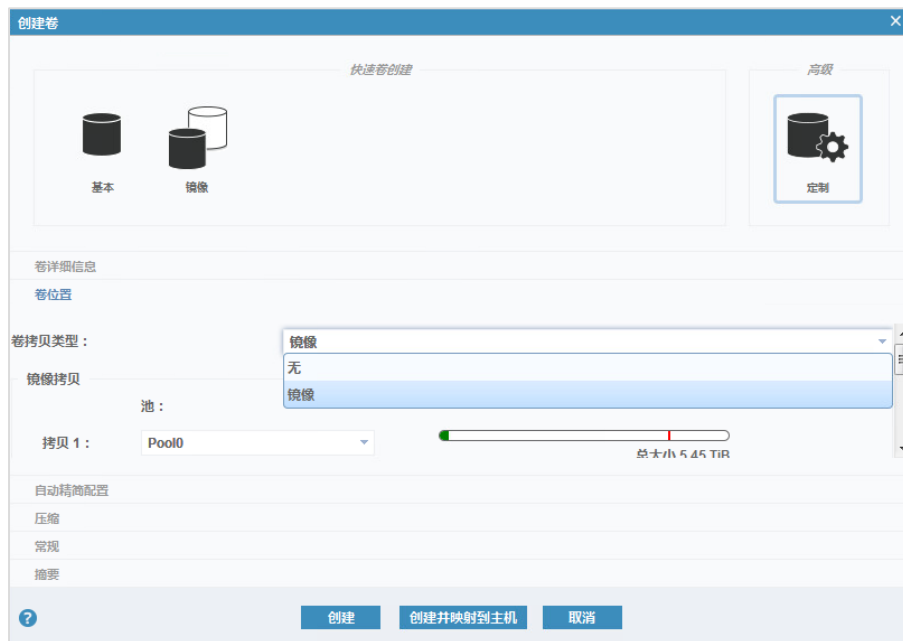 创建卷
快速卷创建
高级
基本
镜像
定制
卷详细信息
卷位置
卷拷贝类型：
镜像
无
镜像
镜像拷贝
池：
拷贝 1：
Pool0
总大小 5.45 TiB
自动精简配置
压缩
常规
摘要
?
创建
创建并映射到主机
取消